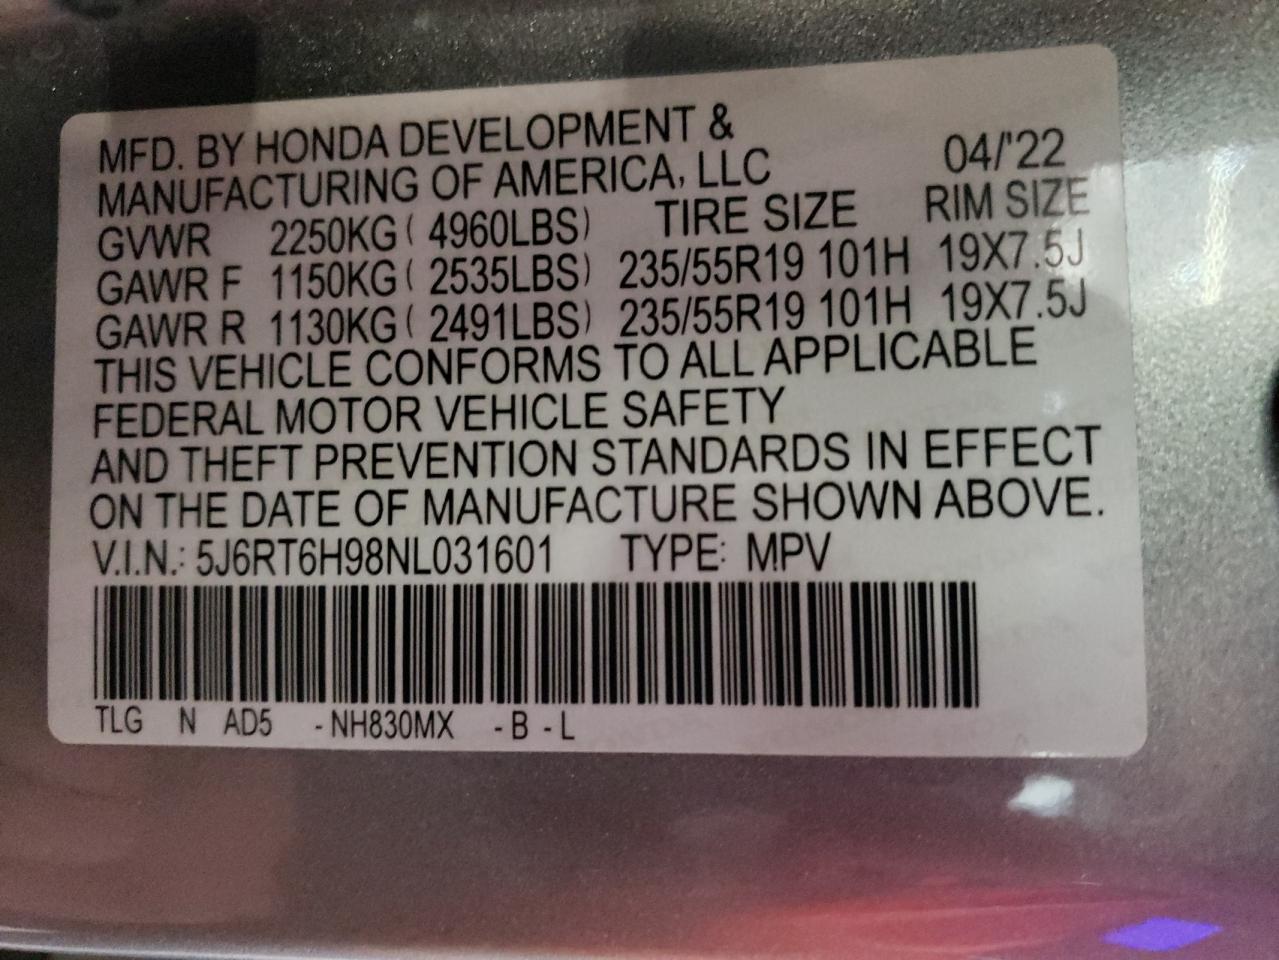 MFD. BY HONDA DEVELOPMENT &
MANUFACTURING OF AMERICA, LLC 04/'22
GVWR 2250KG ( 4960LBS) TIRE SIZE RIM SIZE
GAWR F 1150KG ( 2535LBS) 235/55R19 101H 19X7.5J
GAWR R 1130KG ( 2491LBS) 235/55R19 101H 19X7.5J
THIS VEHICLE CONFORMS TO ALL APPLICABLE
FEDERAL MOTOR VEHICLE SAFETY
AND THEFT PREVENTION STANDARDS IN EFFECT
ON THE DATE OF MANUFACTURE SHOWN ABOVE.
V.I.N.: 5J6RT6H98NL031601 TYPE: MPV
TLG N AD5 -NH830MX -B -L